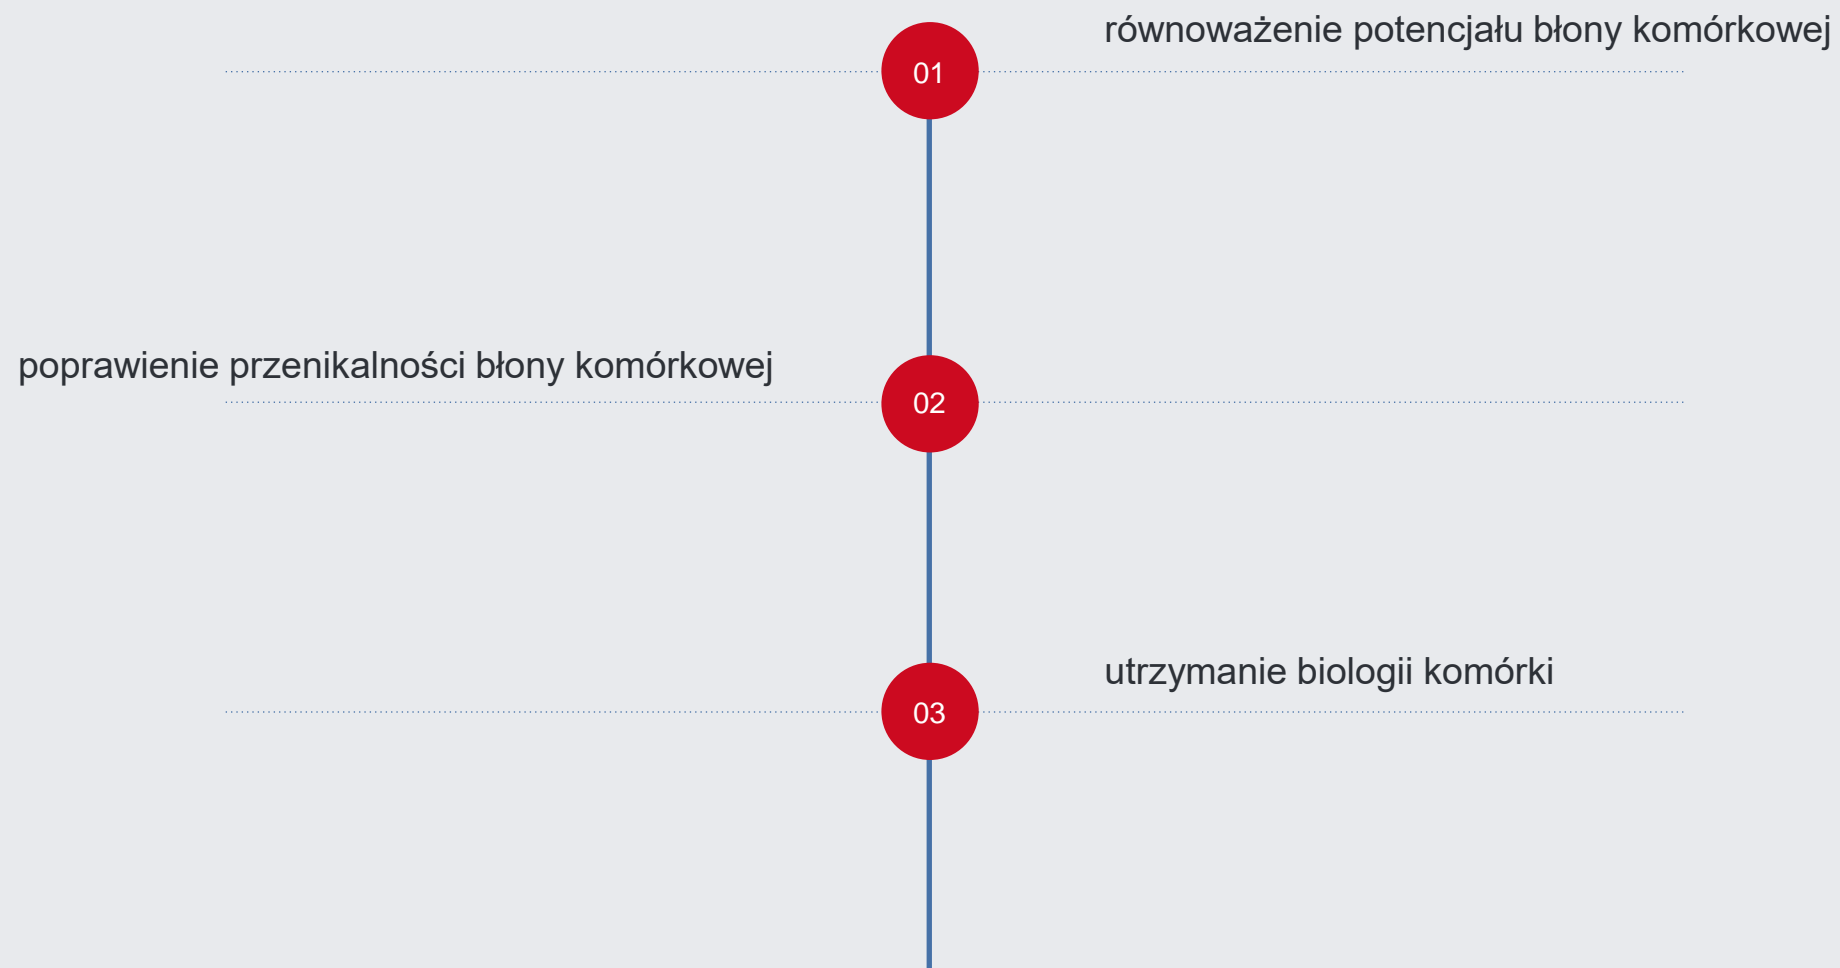 równoważenie potencjału błony komórkowej
01
poprawienie przenikalności błony komórkowej
02
utrzymanie biologii komórki
03